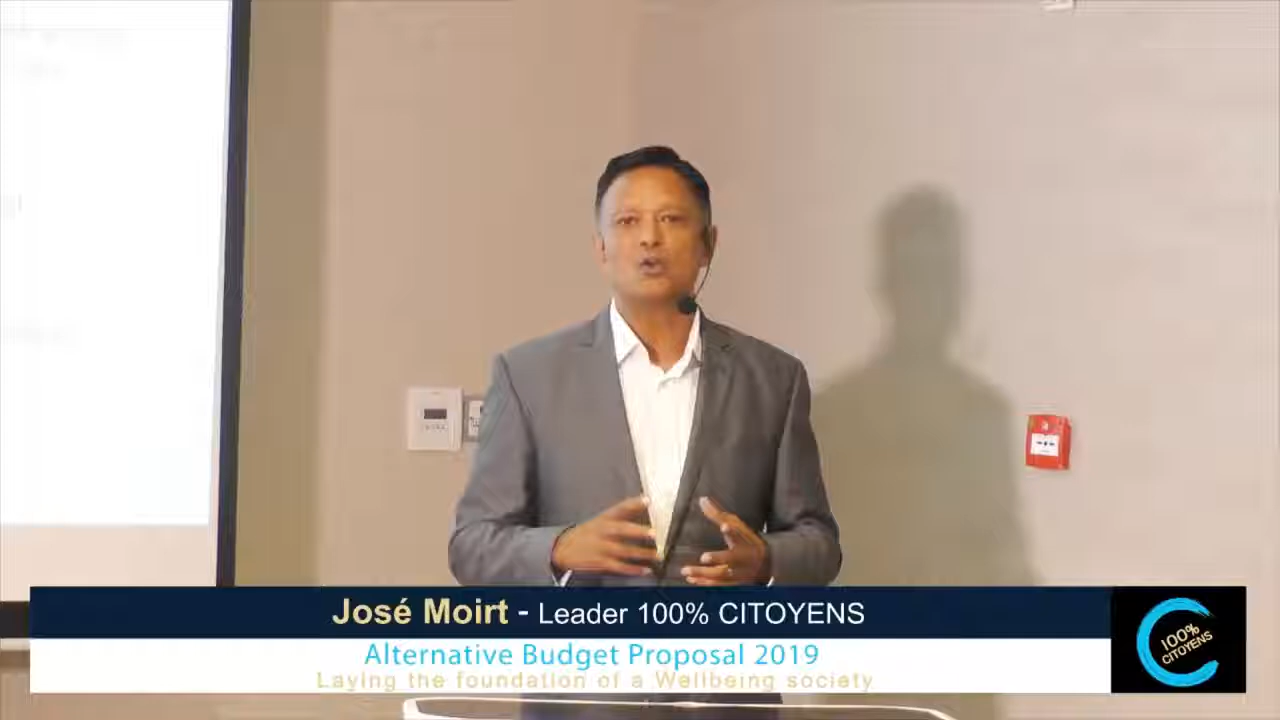 José Moirt - Leader 100% CITOYENS
Alternative Budget Proposal 2019
Laying the foundation of a Wellbeing society
100%
CITOYENS